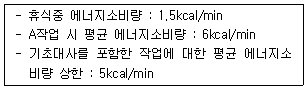 - 휴식중 에너지소비량 : 1.5kcal/min
- A작업 시 평균 에너지소비량 : 6kcal/min
- 기초대사를 포함한 작업에 대한 평균 에너지소
비량 상한 : 5kcal/min